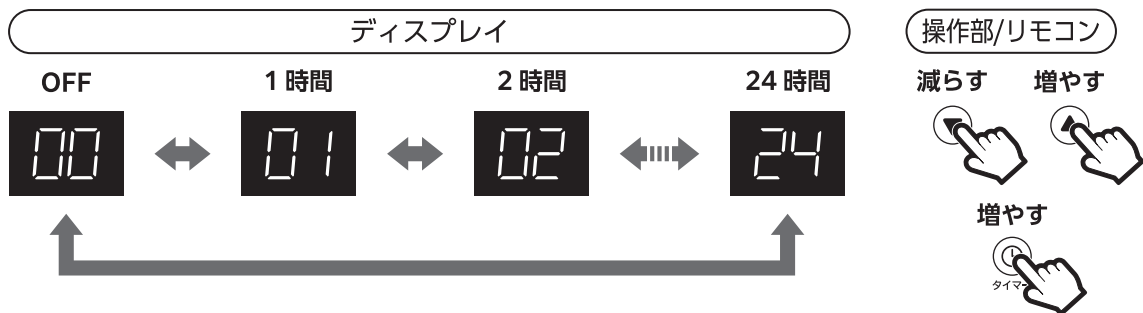 ディスプレイ
操作部/リモコン
OFF
1 時間
2 時間
24 時間
減らす
増やす
00
01
02
24
増やす
タイマー